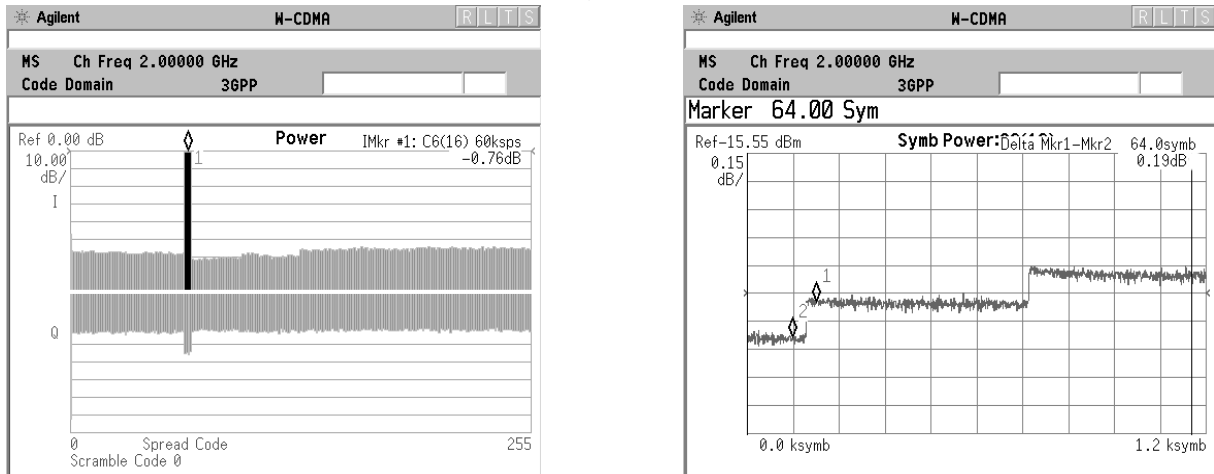 Agilent W-CDMA R L T S
MS Ch Freq 2.00000 GHz
Code Domain 3GPP
Ref 0.00 dB Power IMkr #1: C6(16) 60ksps
10.00 1 -0.76dB
dB/
I
Q
0 Spread Code 255
Scramble Code 0
Agilent W-CDMA R L T S
MS Ch Freq 2.00000 GHz
Code Domain 3GPP
Marker 64.00 Sym
Ref-15.55 dBm Symb Power: Delta Mkr1-Mkr2 64.0symb
0.15 0.19dB
dB/
1
2
0.0 ksymb 1.2 ksymb